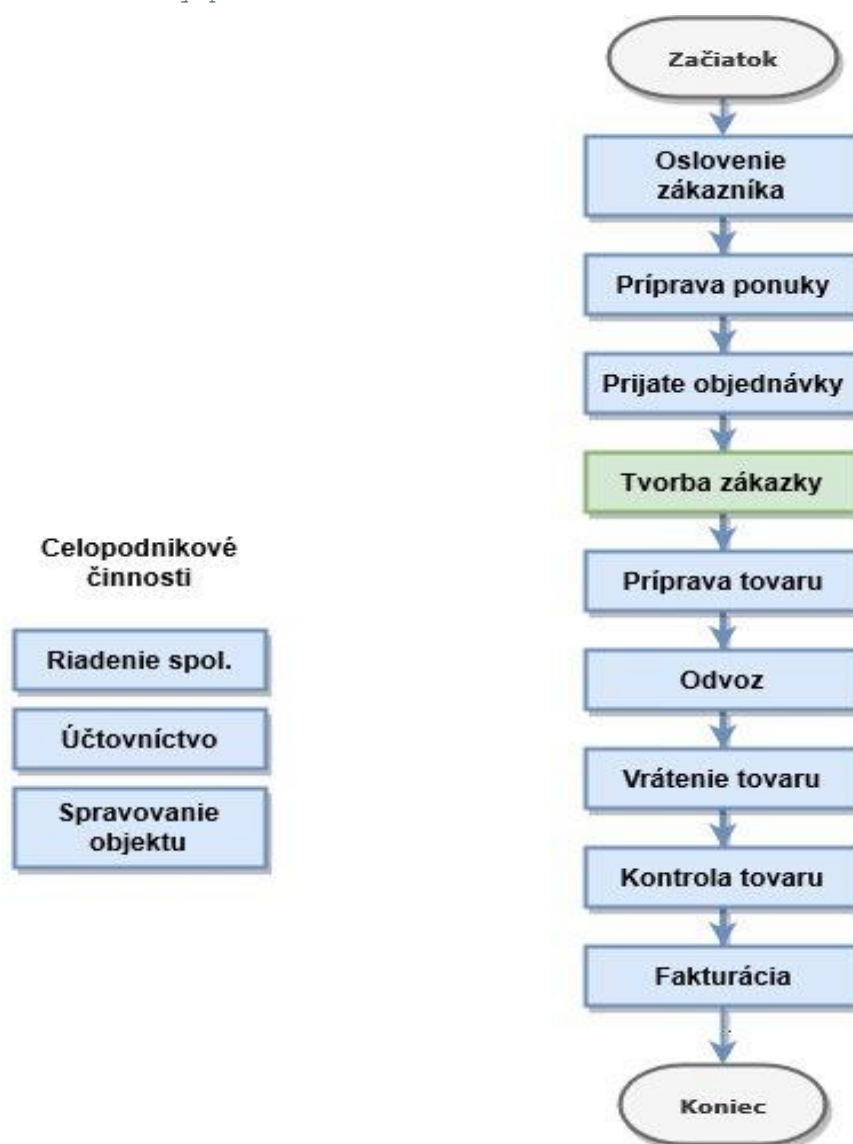 Začiatok
Oslovenie
zákazníka
Príprava ponuky
Prijate objednávky
Tvorba zákazky
Príprava tovaru
Odvoz
Vrátenie tovaru
Kontrola tovaru
Fakturácia
Koniec
Celopodnikové
činnosti
Riadenie spol.
Účtovníctvo
Spravovanie
objektu